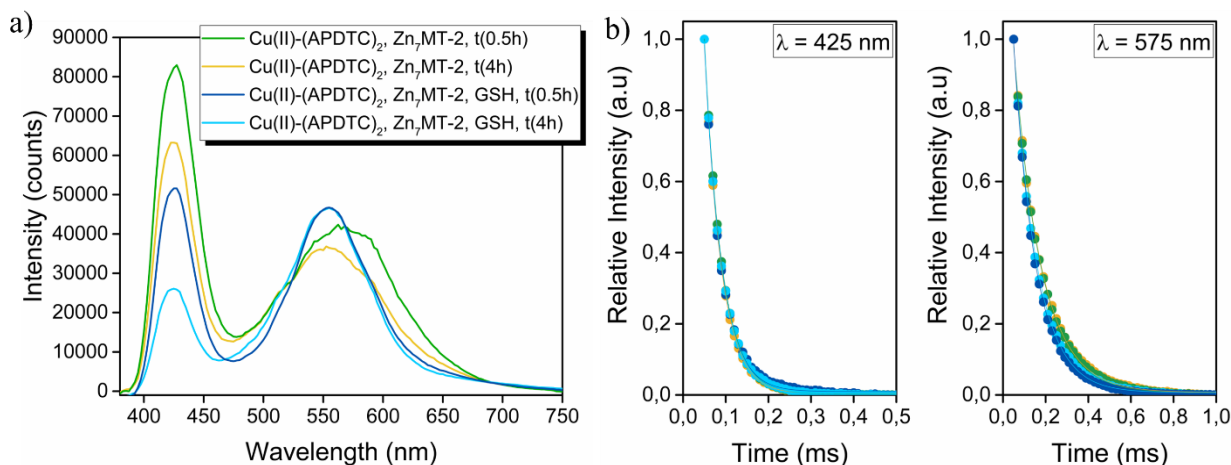 a)
Intensity (counts)
90000
80000
70000
60000
50000
40000
30000
20000
10000
0
Cu(II)-(APDTC)₂, Zn₇MT-2, t(0.5h)
Cu(II)-(APDTC)₂, Zn₇MT-2, t(4h)
Cu(II)-(APDTC)₂, Zn₇MT-2, GSH, t(0.5h)
Cu(II)-(APDTC)₂, Zn₇MT-2, GSH, t(4h)
400 450 500 550 600 650 700 750
Wavelength (nm)
b)
Relative Intensity (a.u)
1,0
0,8
0,6
0,4
0,2
0,0
λ = 425 nm
0,0 0,1 0,2 0,3 0,4 0,5
Time (ms)
Relative Intensity (a.u)
1,0
0,8
0,6
0,4
0,2
0,0
λ = 575 nm
0,0 0,2 0,4 0,6 0,8 1,0
Time (ms)